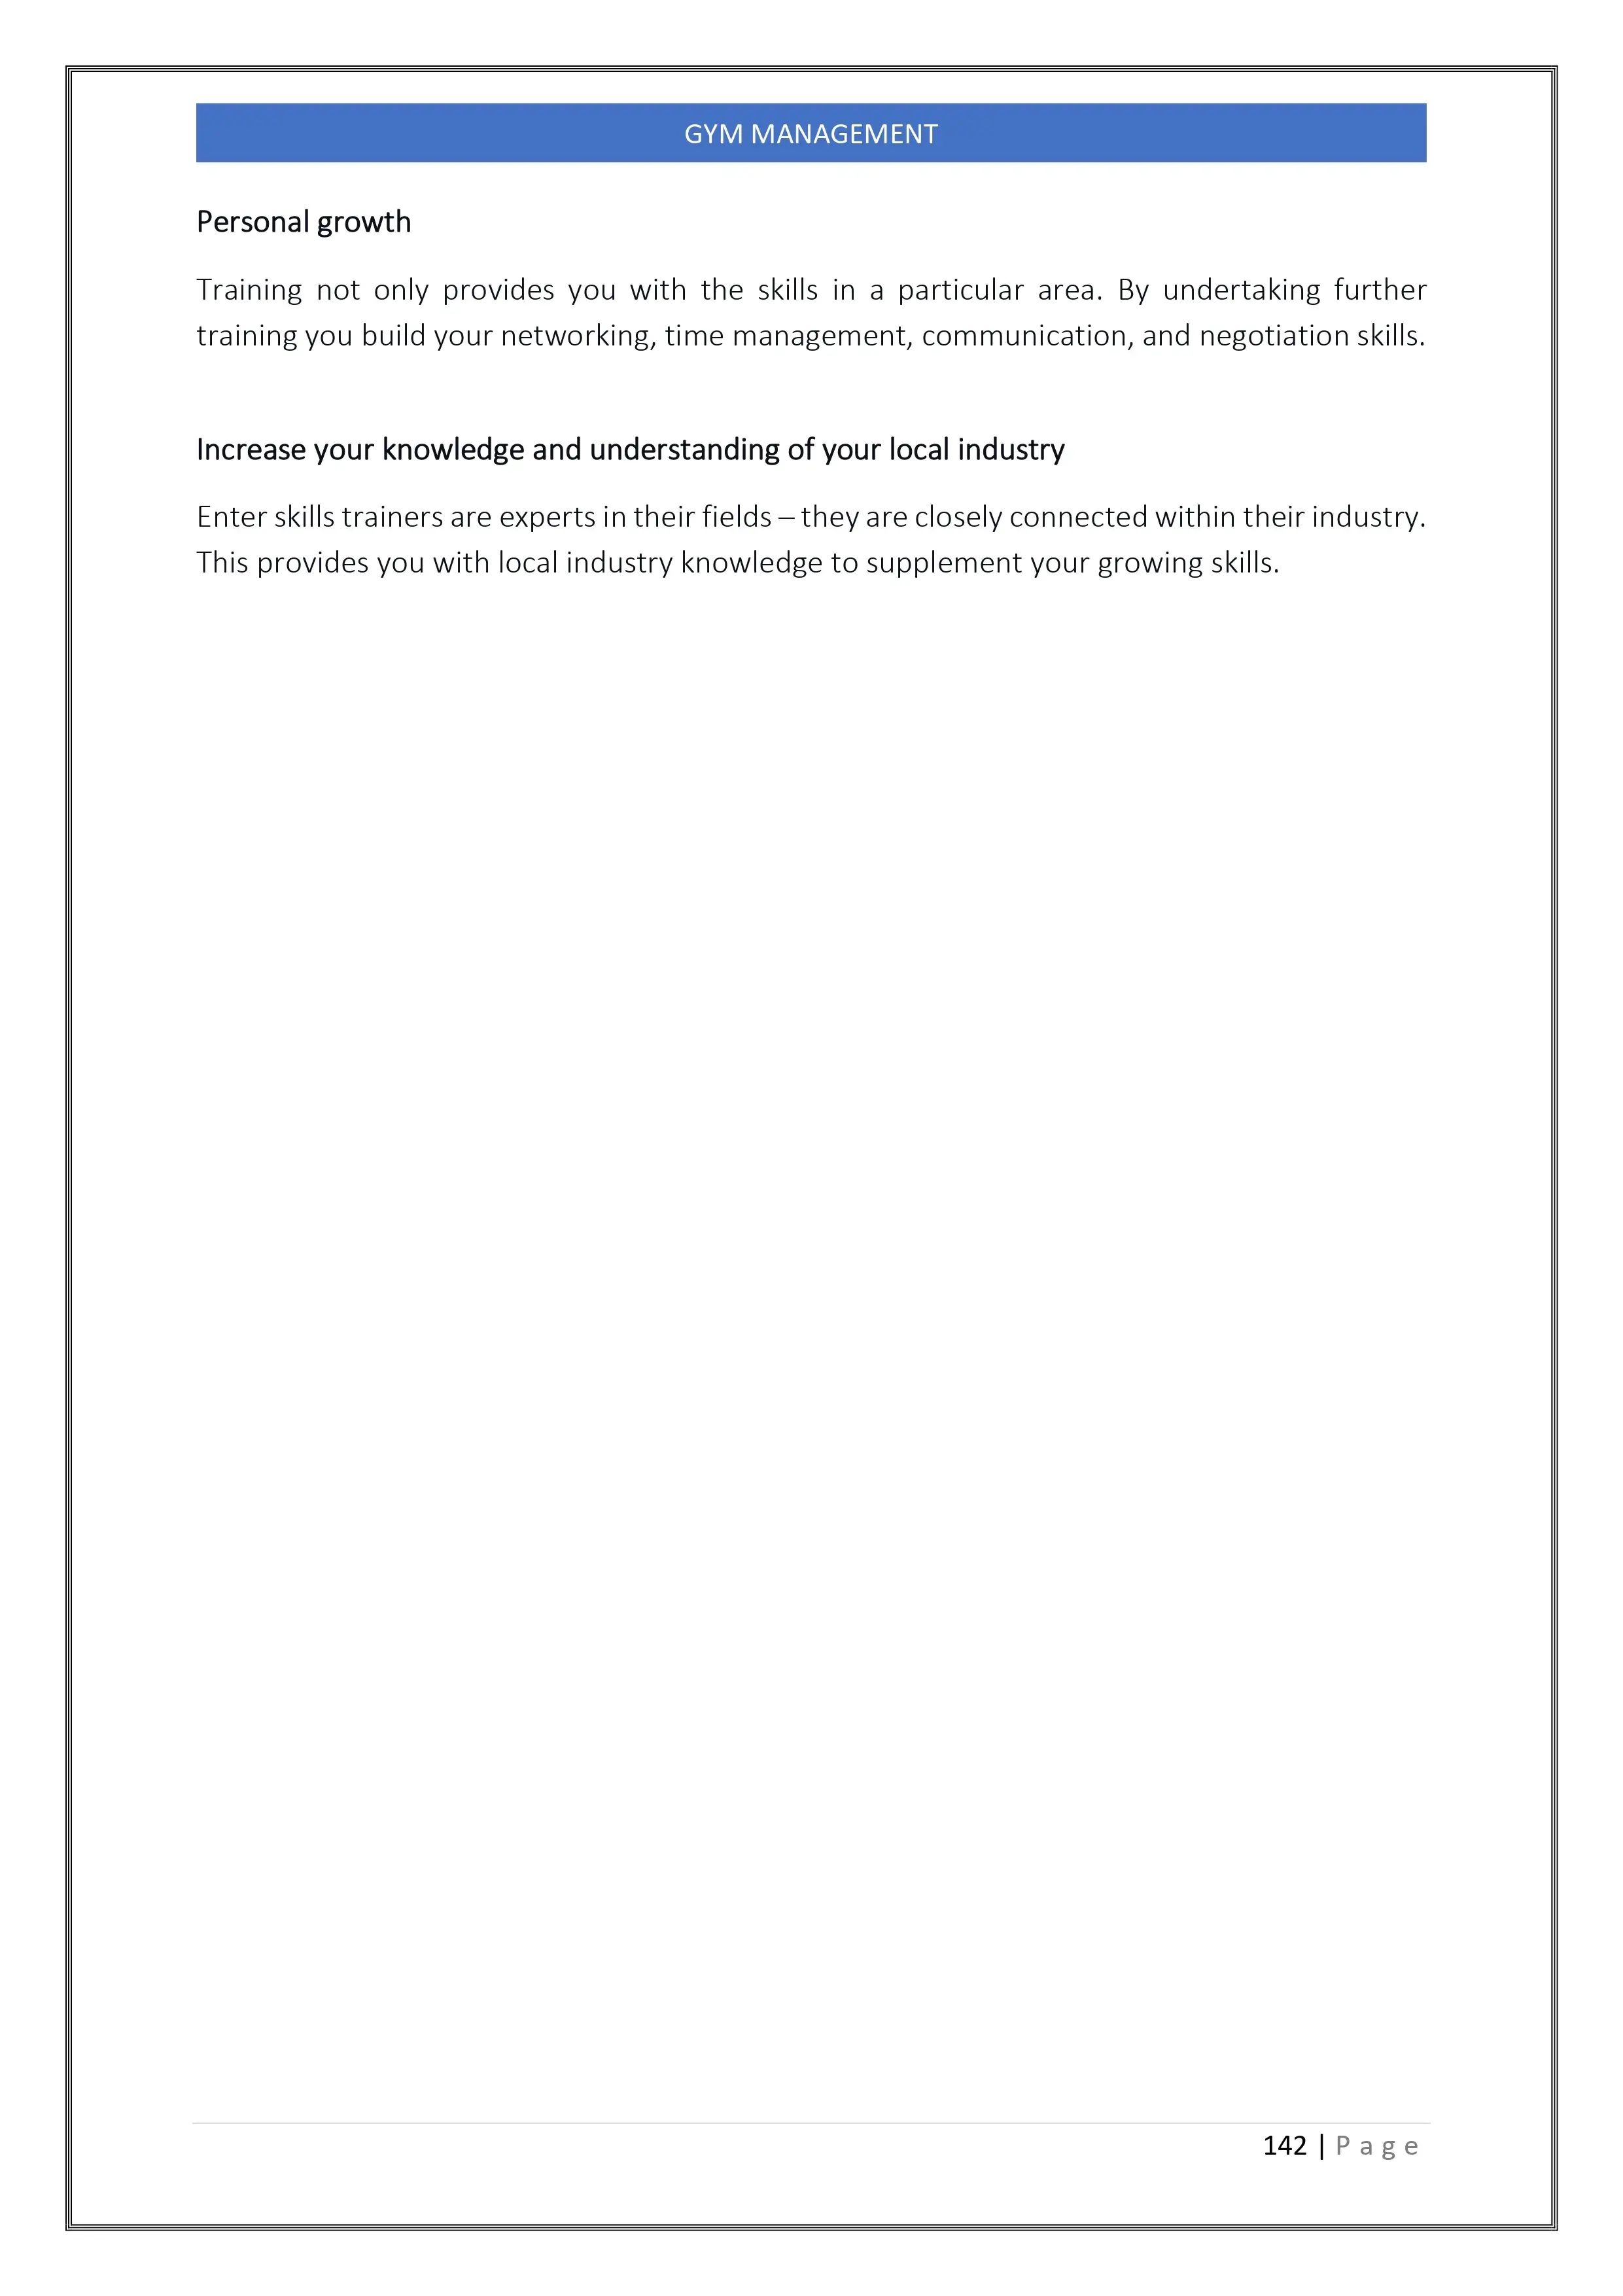 GYM MANAGEMENT
Personal growth
Training not only provides you with the skills in a particular area. By undertaking further
training you build your networking, time management, communication, and negotiation skills.
Increase your knowledge and understanding of your local industry
Enter skills trainers are experts in their fields – they are closely connected within their industry.
This provides you with local industry knowledge to supplement your growing skills.
142 | P a g e